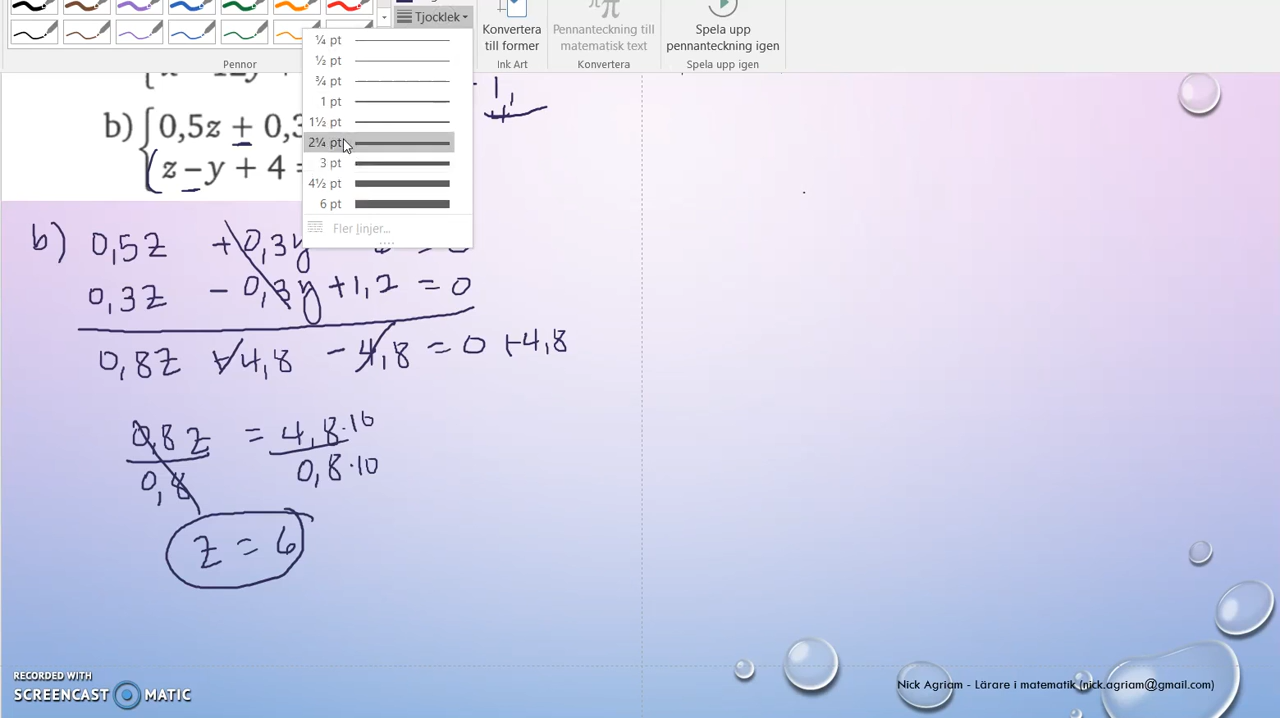 Tjocklek
Konvertera
till former
Pennanteckning till
matematisk text
Spela upp
pennanteckning igen
Pennor
Ink Art
Konvertera
Spela upp igen
¼ pt
½ pt
¾ pt
1 pt
1½ pt
2¼ pt
3 pt
4½ pt
6 pt
Fler linjer...
b) 0,5z + 0,3
z − y + 4 =
b) 0,5z + 0,3y = 0
0,3z − 0,3y + 1,2 = 0
0,8z + 4,8 − 4,8 = 0 + 4,8
0,8z = 4,8·10
0,8 0,8·10
z = 6
RECORDED WITH
SCREENCAST MATIC
Nick Agriam - Lärare i matematik (nick.agriam@gmail.com)